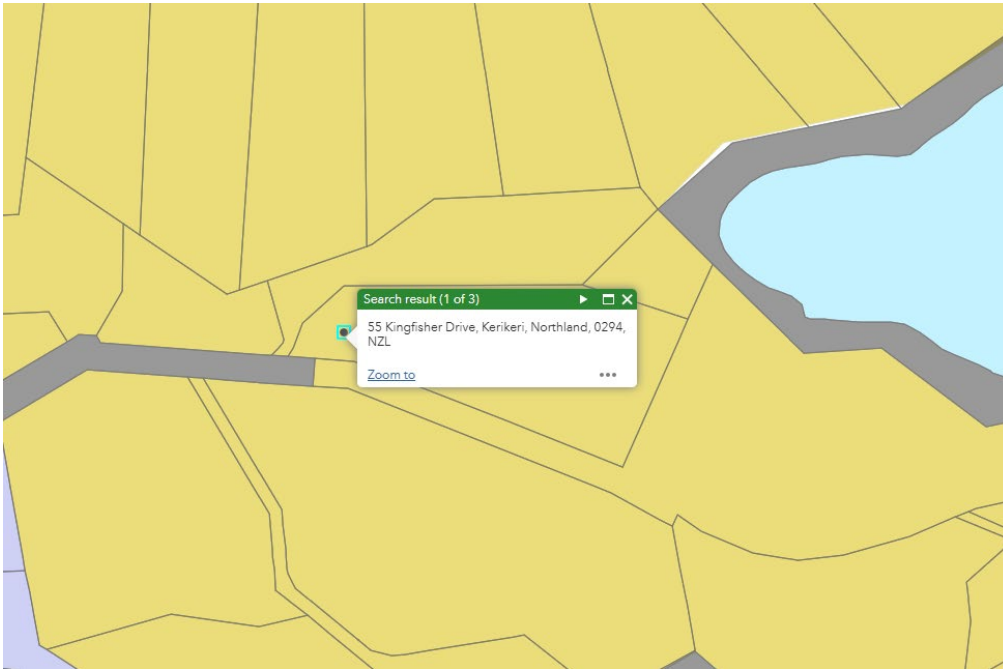 Search result (1 of 3)
55 Kingfisher Drive, Kerikeri, Northland, 0294,
NZL
Zoom to